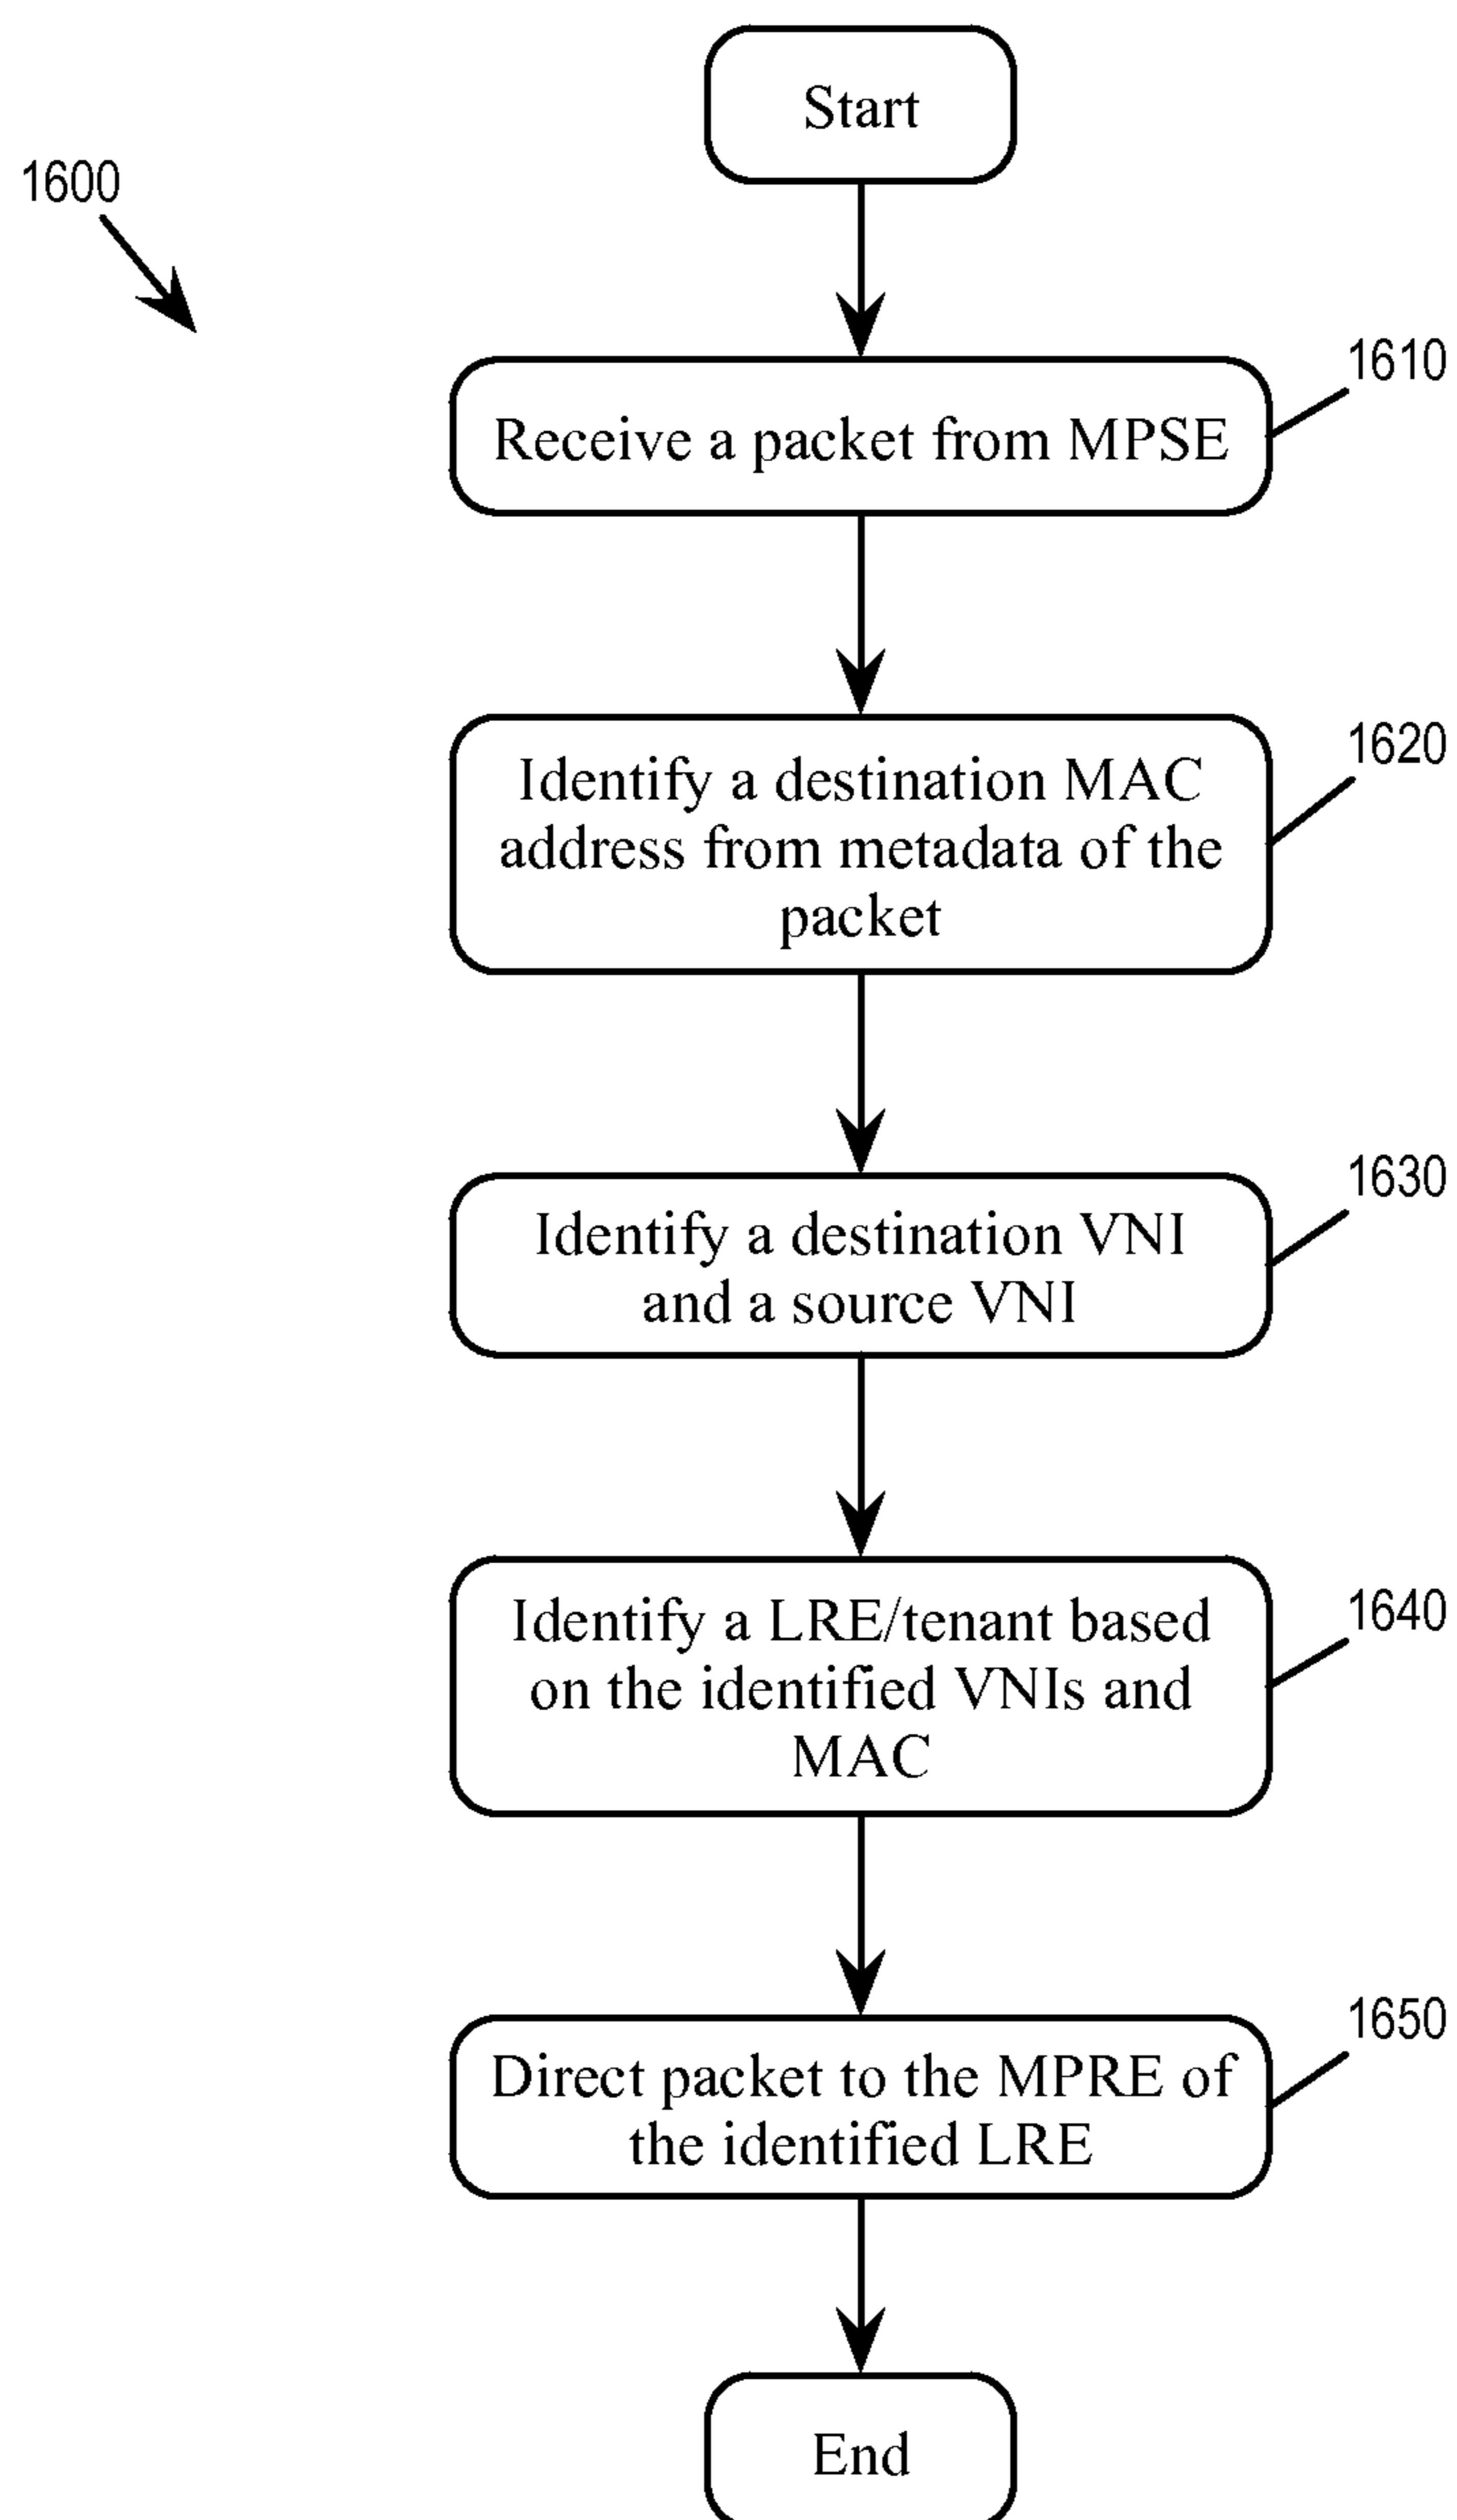 Start
1600
1610
Receive a packet from MPSE
1620
Identify a destination MAC
address from metadata of the
packet
1630
Identify a destination VNI
and a source VNI
1640
Identify a LRE/tenant based
on the identified VNIs and
MAC
1650
Direct packet to the MPRE of
the identified LRE
End